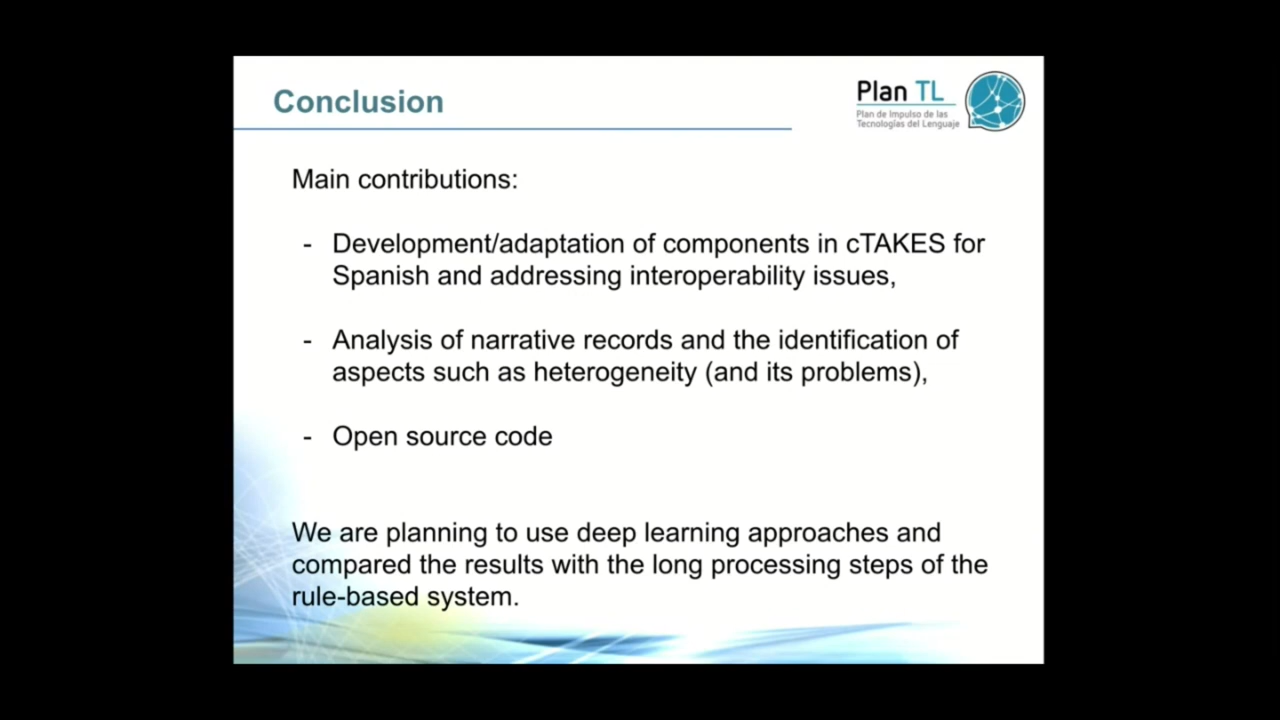 Conclusion
Plan TL
Plan de Impulso de las
Tecnologías del Lenguaje
Main contributions:
- Development/adaptation of components in cTAKES for
Spanish and addressing interoperability issues,
- Analysis of narrative records and the identification of
aspects such as heterogeneity (and its problems),
- Open source code
We are planning to use deep learning approaches and
compared the results with the long processing steps of the
rule-based system.